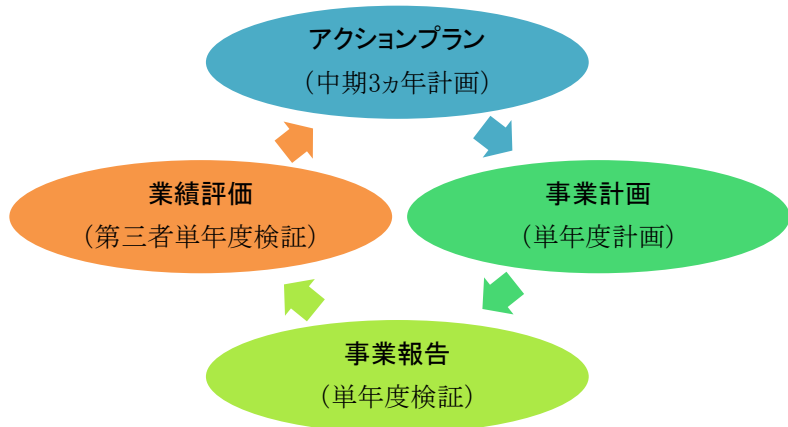 アクションプラン
（中期3ヵ年計画）
業績評価
（第三者単年度検証）
事業計画
（単年度計画）
事業報告
（単年度検証）